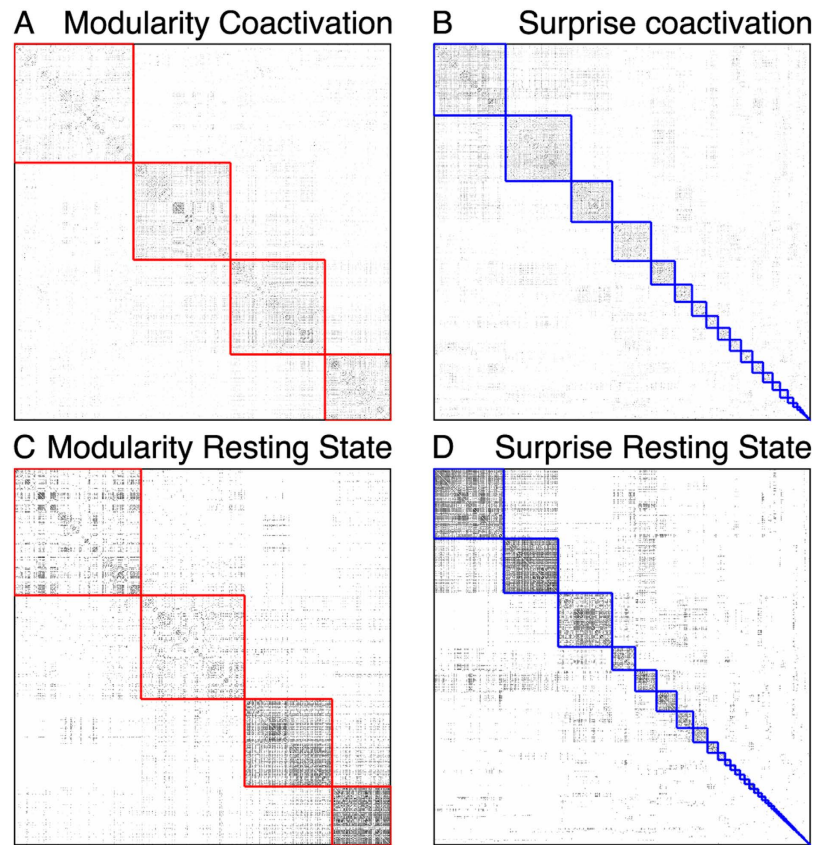 A Modularity Coactivation
B Surprise coactivation
C Modularity Resting State
D Surprise Resting State